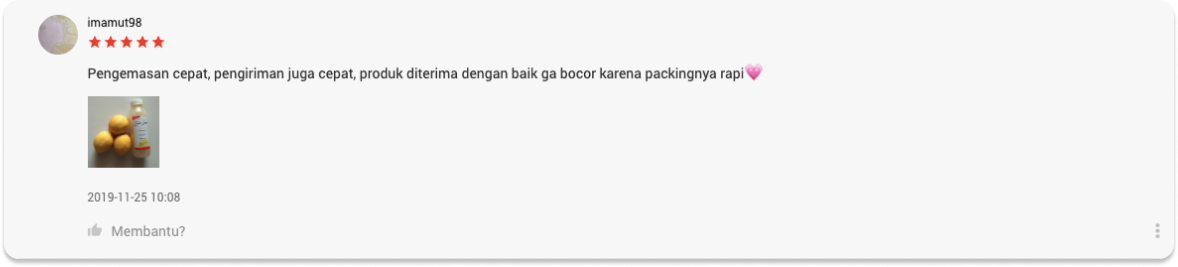 imamut98
Pengemasan cepat, pengiriman juga cepat, produk diterima dengan baik ga bocor karena packingnya rapi💗
2019-11-25 10:08
Membantu?